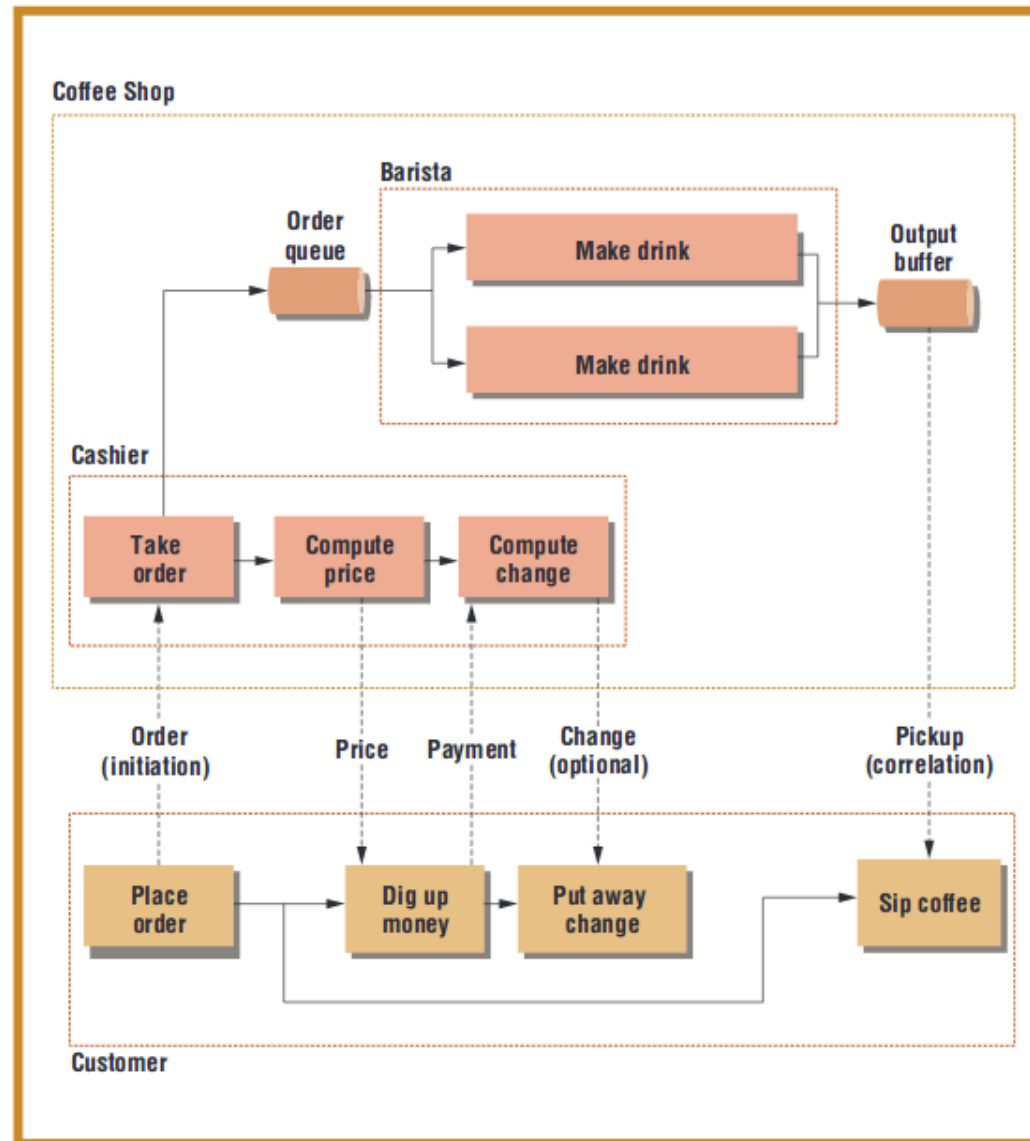 Coffee Shop
Barista
Order
queue
Make drink
Output
buffer
Make drink
Cashier
Take
order
Compute
price
Compute
change
Order
(initiation)
Price
Payment
Change
(optional)
Pickup
(correlation)
Place
order
Dig up
money
Put away
change
Sip coffee
Customer